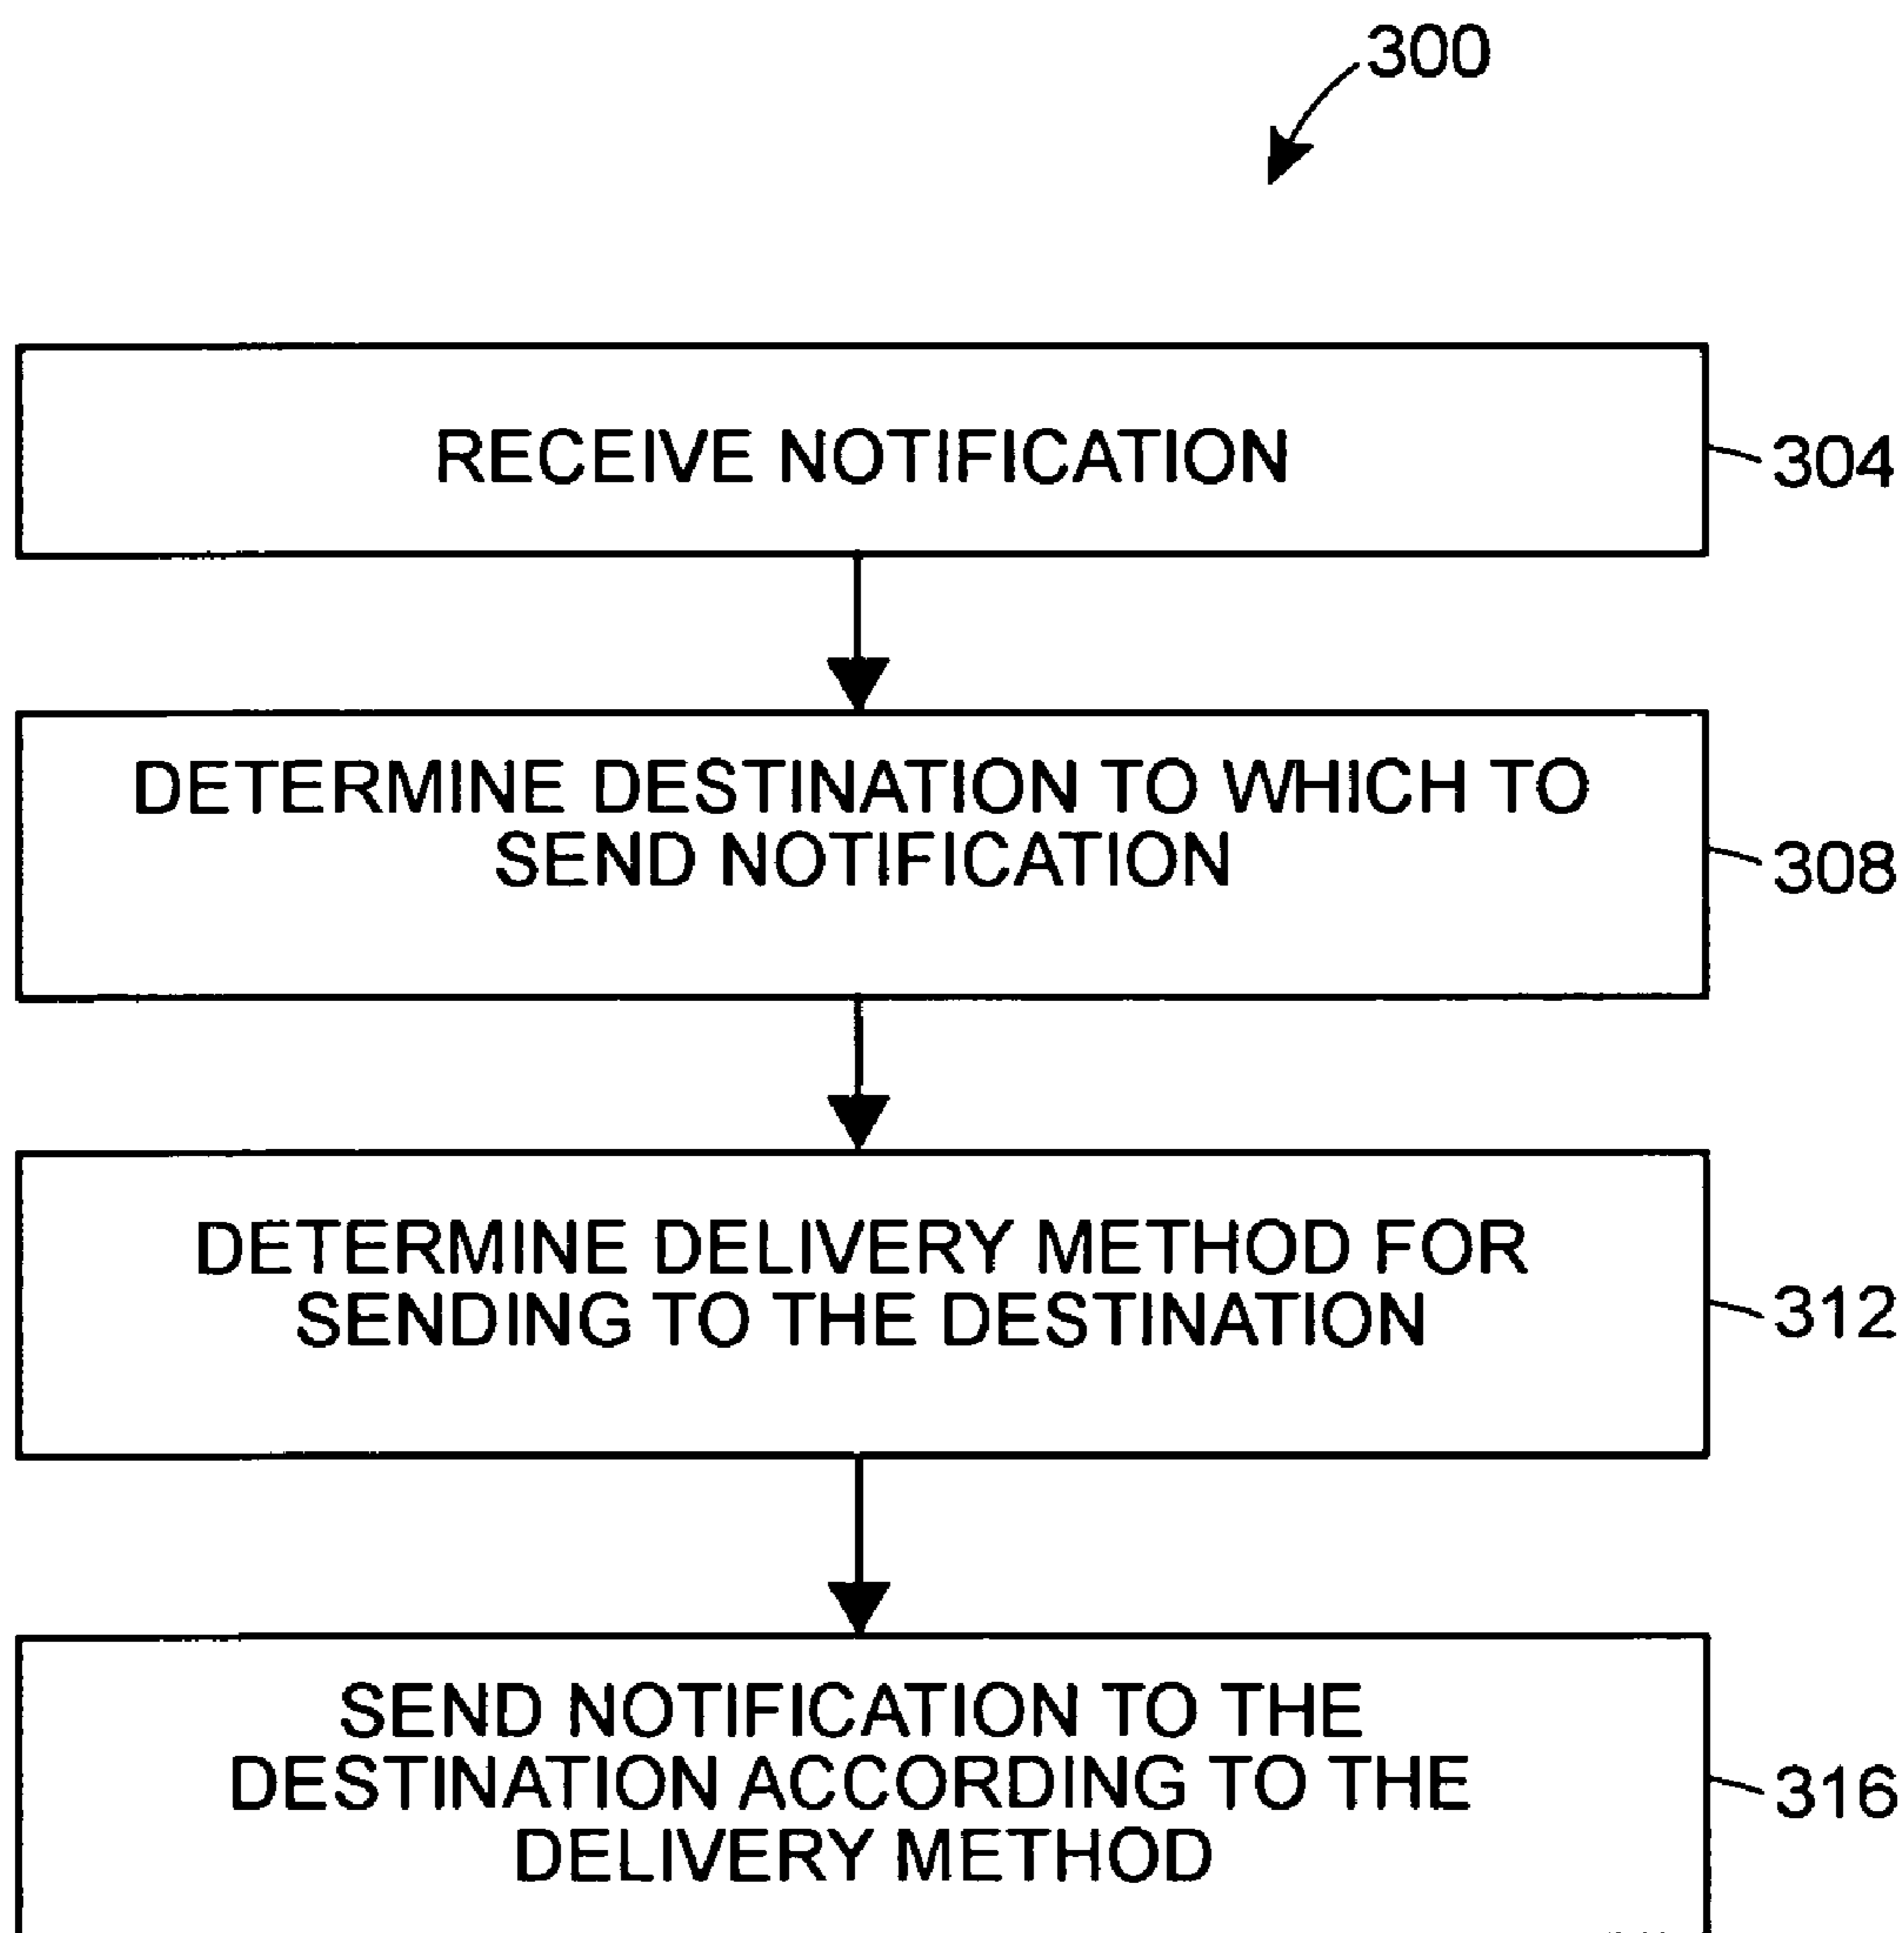 300
RECEIVE NOTIFICATION
304
DETERMINE DESTINATION TO WHICH TO
SEND NOTIFICATION
308
DETERMINE DELIVERY METHOD FOR
SENDING TO THE DESTINATION
312
SEND NOTIFICATION TO THE
DESTINATION ACCORDING TO THE
DELIVERY METHOD
316